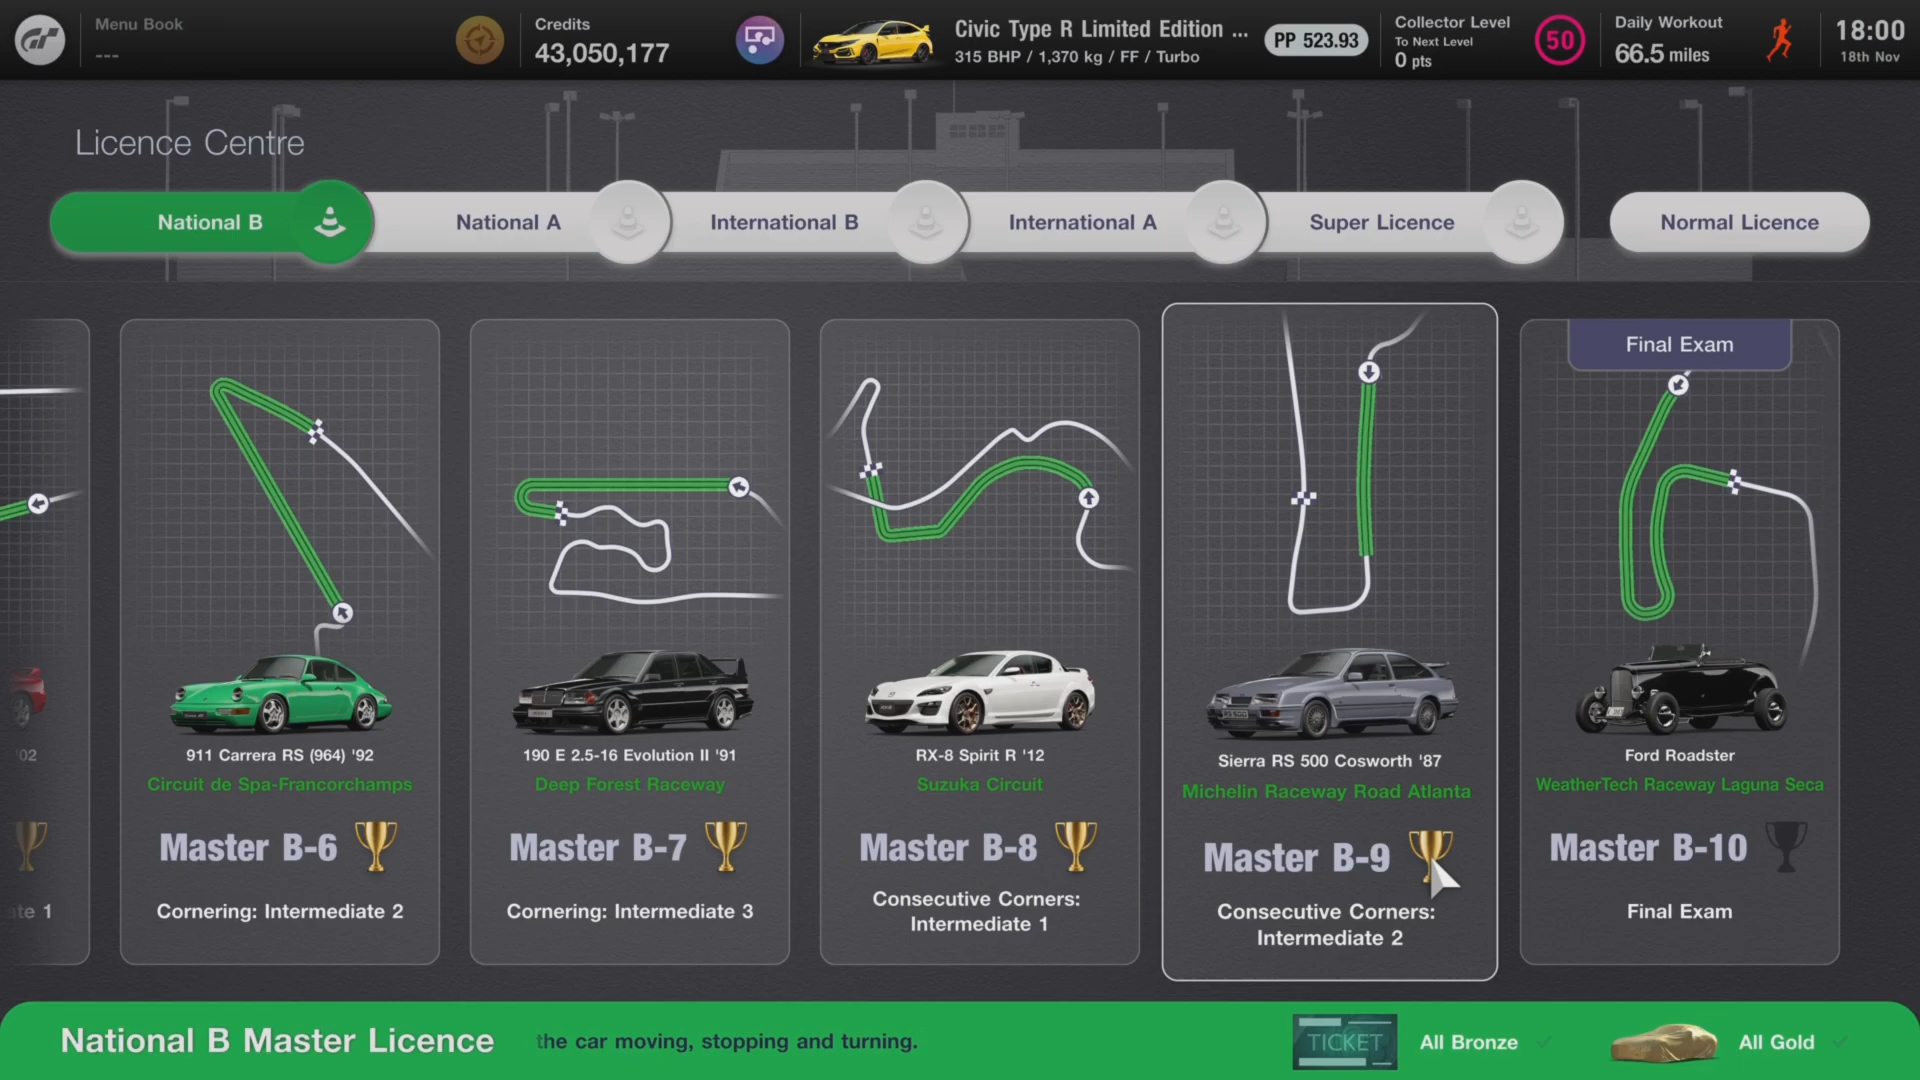 Menu Book
---
Credits
43,050,177
Civic Type R Limited Edition ...
315 BHP / 1,370 kg / FF / Turbo
PP 523.93
Collector Level
To Next Level
0 pts
50
Daily Workout
66.5 miles
18:00
18th Nov
Licence Centre
National B
National A
International B
International A
Super Licence
Normal Licence
'02
ate 1
911 Carrera RS (964) '92
Circuit de Spa-Francorchamps
Master B-6
Cornering: Intermediate 2
190 E 2.5-16 Evolution II '91
Deep Forest Raceway
Master B-7
Cornering: Intermediate 3
RX-8 Spirit R '12
Suzuka Circuit
Master B-8
Consecutive Corners:
Intermediate 1
Sierra RS 500 Cosworth '87
Michelin Raceway Road Atlanta
Master B-9
Consecutive Corners:
Intermediate 2
Final Exam
Ford Roadster
WeatherTech Raceway Laguna Seca
Master B-10
Final Exam
National B Master Licence
the car moving, stopping and turning.
TICKET
All Bronze
All Gold